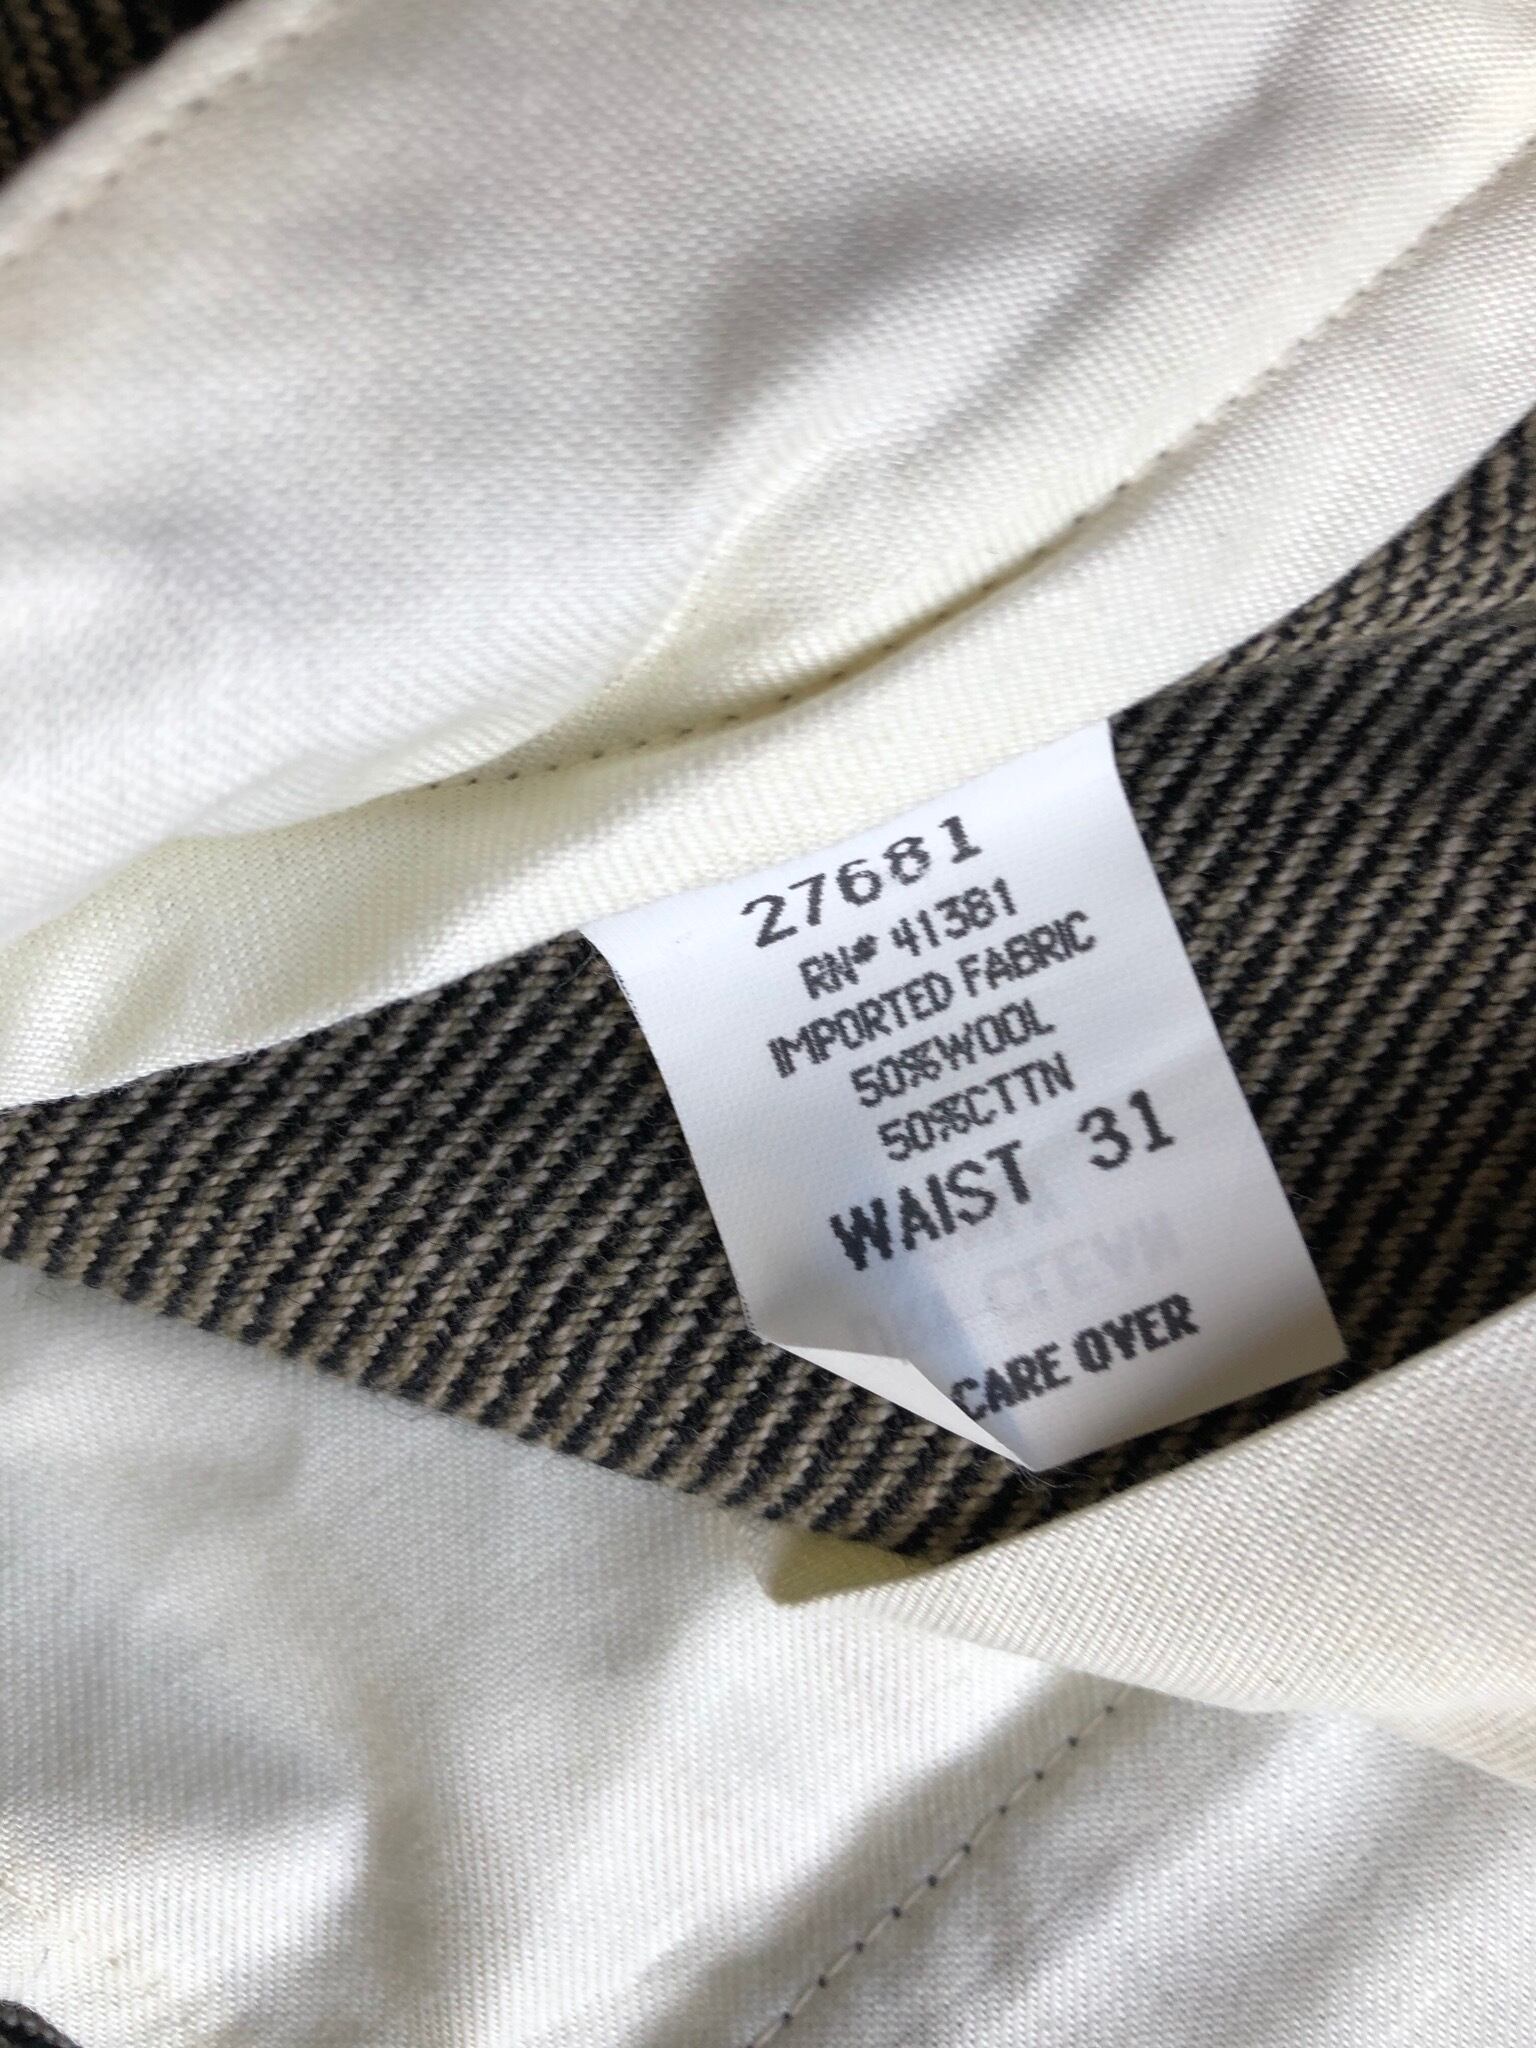 27681
RN# 41381
IMPORTED FABRIC
50%WOOL
50%CTTN
WAIST 31
CARE OVER